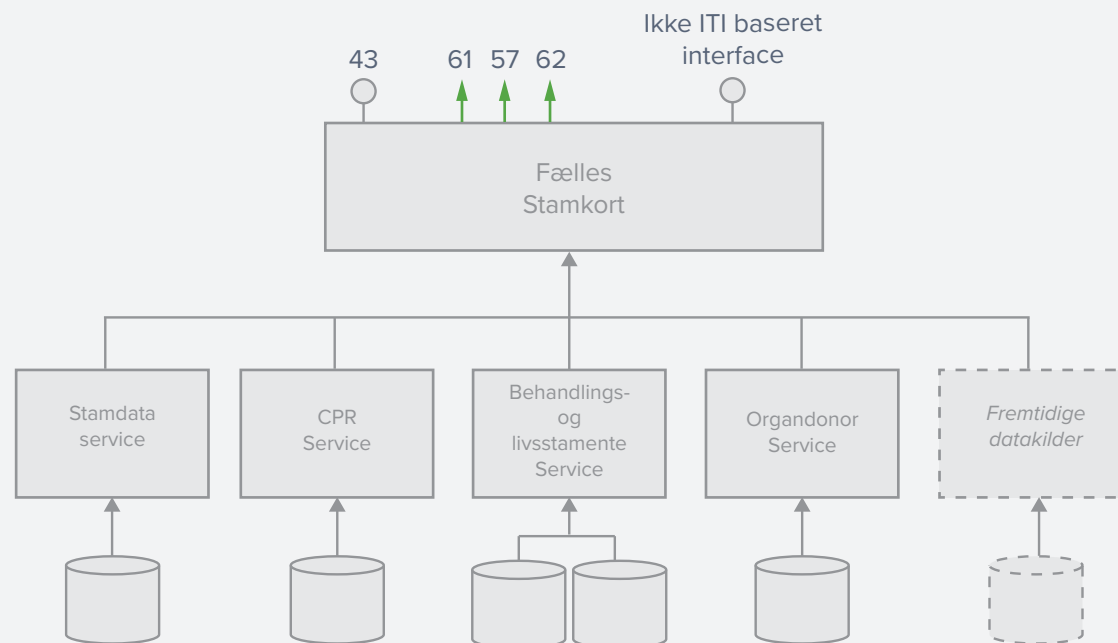 43
61
57
62
Ikke ITI baseret
interface
Fælles
Stamkort
Stamdata
service
CPR
Service
Behandlings-
og
livsstamente
Service
Organdonor
Service
Fremtidige
datakilder